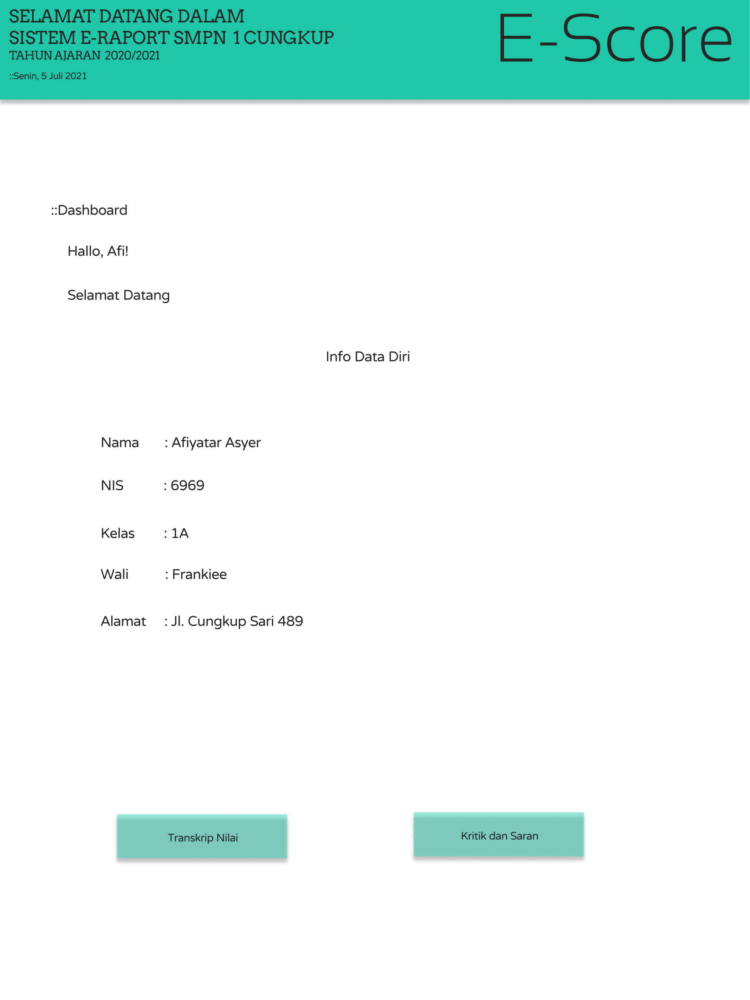 SELAMAT DATANG DALAM
SISTEM E-RAPORT SMPN 1 CUNGKUP
TAHUN AJARAN 2020/2021
::Senin, 5 Juli 2021
E-Score
::Dashboard
Hallo, Afi!
Selamat Datang
Info Data Diri
Nama : Afiyatar Asyer
NIS : 6969
Kelas : 1A
Wali : Frankiee
Alamat : Jl. Cungkup Sari 489
Transkrip Nilai
Kritik dan Saran